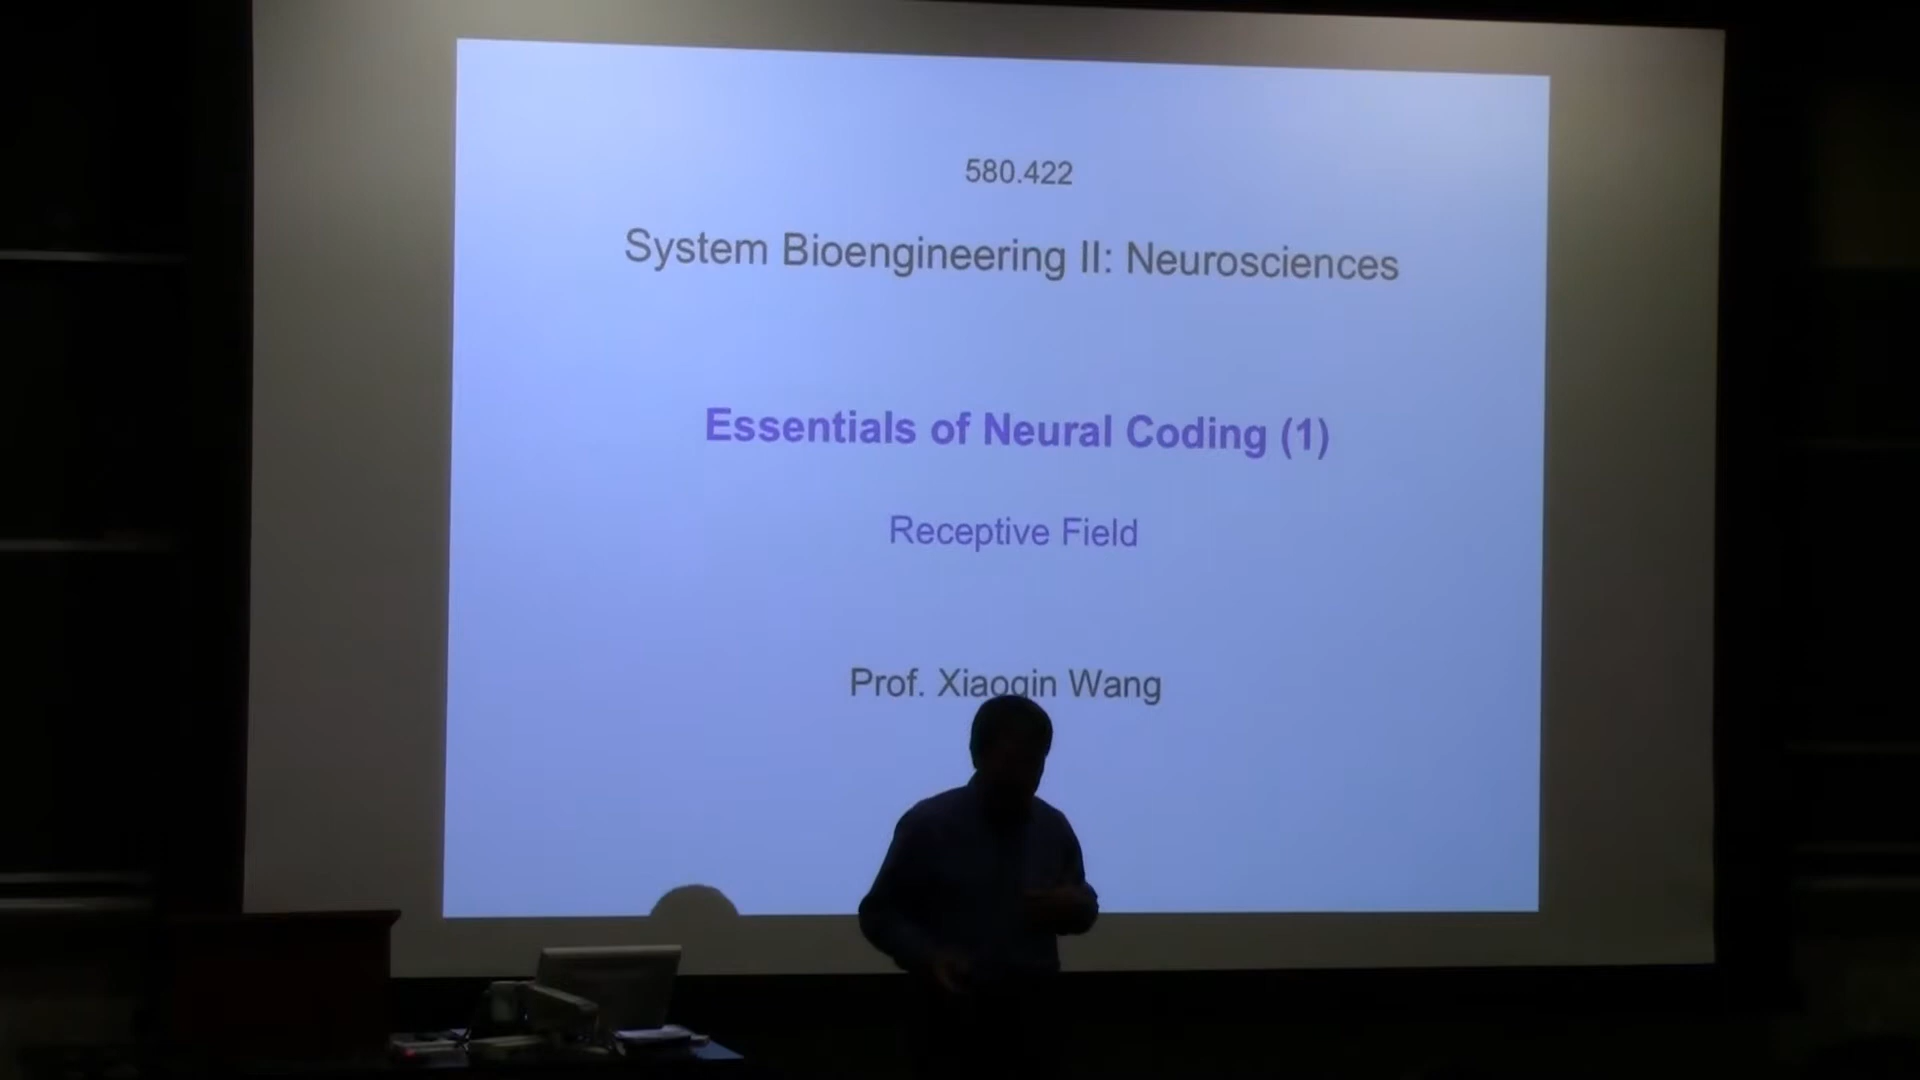 580.422
System Bioengineering II: Neurosciences
Essentials of Neural Coding (1)
Receptive Field
Prof. Xiaoqin Wang